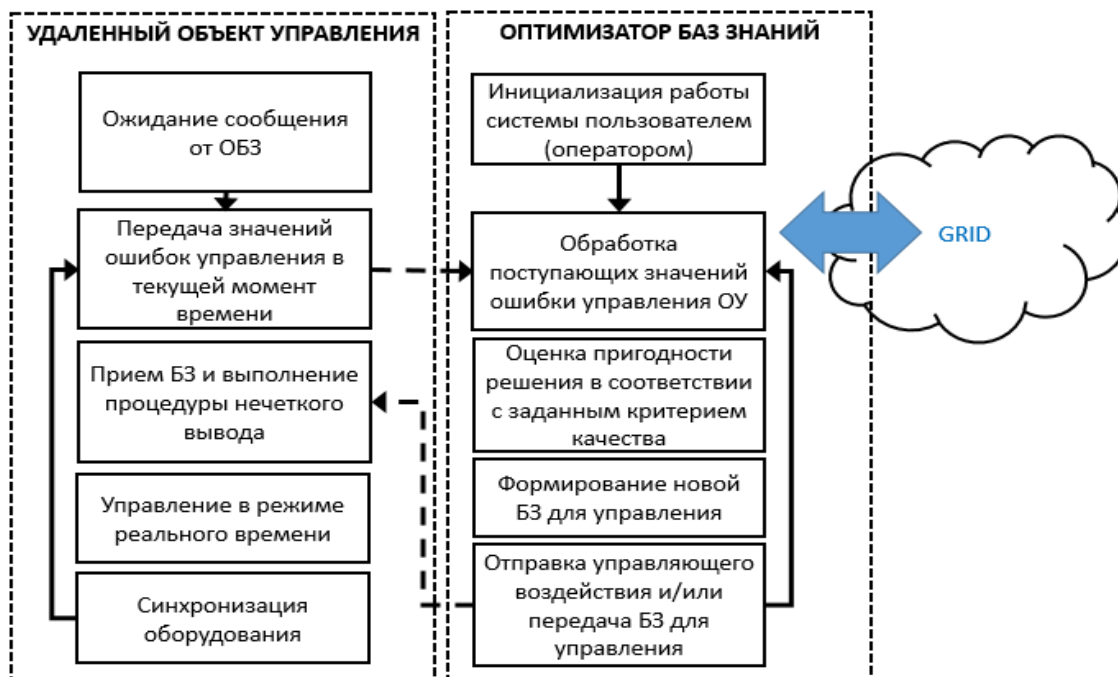 УДАЛЕННЫЙ ОБЪЕКТ УПРАВЛЕНИЯ
Ожидание сообщения
от ОБЗ
Передача значений
ошибок управления в
текущей момент
времени
Прием БЗ и выполнение
процедуры нечеткого
вывода
Управление в режиме
реального времени
Синхронизация
оборудования
ОПТИМИЗАТОР БАЗ ЗНАНИЙ
Инициализация работы
системы пользователем
(оператором)
Обработка
поступающих значений
ошибки управления ОУ
Оценка пригодности
решения в соответствии
с заданным критерием
качества
Формирование новой
БЗ для управления
Отправка управляющего
воздействия и/или
передача БЗ для
управления
GRID